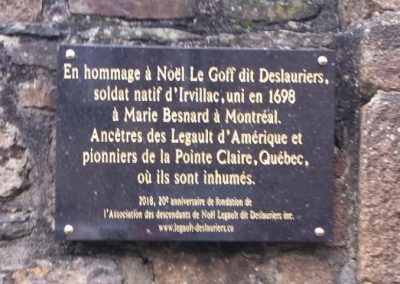 En hommage à Noël Le Goff dit Deslauriers,
soldat natif d'Irvillac, uni en 1698
à Marie Besnard à Montréal.
Ancêtres des Legault d'Amérique et
pionniers de la Pointe Claire, Québec,
où ils sont inhumés.
2018, 20e anniversaire de fondation de
l'Association des descendants de Noël Legault dit Deslauriers inc.
www.legault-deslauriers.ca